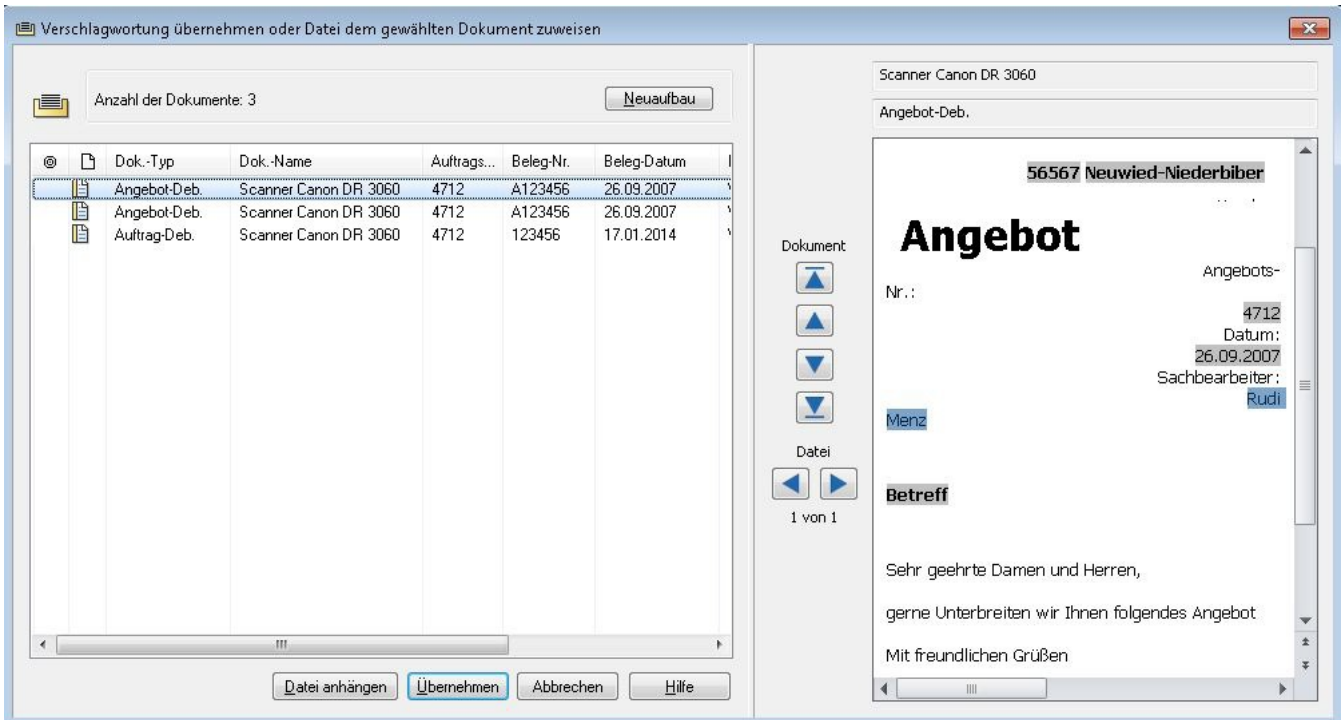 Verschlagwortung übernehmen oder Datei dem gewählten Dokument zuweisen
Anzahl der Dokumente: 3
Neuaufbau
Dok.-Typ Dok.-Name Auftrags... Beleg-Nr. Beleg-Datum
Angebot-Deb. Scanner Canon DR 3060 4712 A123456 26.09.2007
Angebot-Deb. Scanner Canon DR 3060 4712 A123456 26.09.2007
Auftrag-Deb. Scanner Canon DR 3060 4712 123456 17.01.2014
Datei anhängen Übernehmen Abbrechen Hilfe
Dokument
Datei
1 von 1
Scanner Canon DR 3060
Angebot-Deb.
56567 Neuwied-Niederbiber
Angebot
Angebots-
Nr.:
4712
Datum:
26.09.2007
Sachbearbeiter:
Rudi
Menz
Betreff
Sehr geehrte Damen und Herren,
gerne Unterbreiten wir Ihnen folgendes Angebot
Mit freundlichen Grüßen